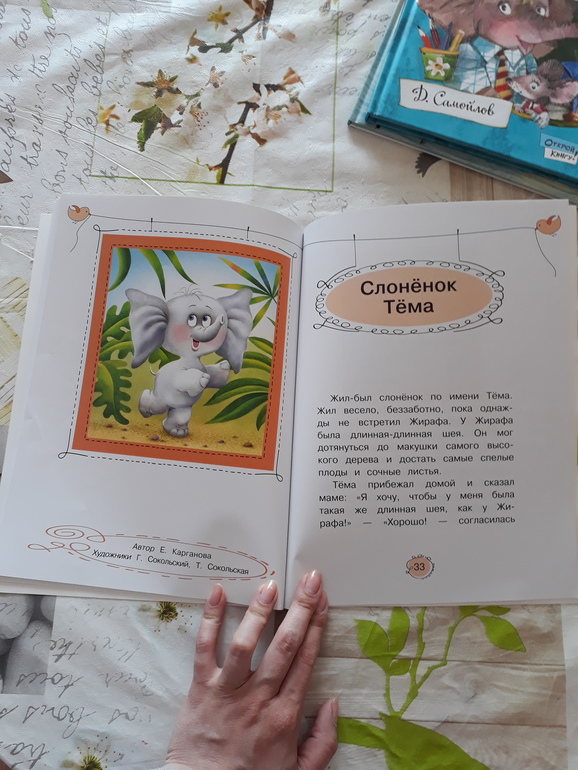 Д. Самойлов
ОТКРОЙ
КНИГУ!
Автор Е. Карганова
Художники Г. Сокольский, Т. Сокольская
Слонёнок
Тёма
Жил-был слонёнок по имени Тёма.
Жил весело, беззаботно, пока однаж-
ды не встретил Жирафа. У Жирафа
была длинная-длинная шея. Он мог
дотянуться до макушки самого высо-
кого дерева и достать самые спелые
плоды и сочные листья.
Тёма прибежал домой и сказал
маме: «Я хочу, чтобы у меня была
такая же длинная шея, как у Жи-
рафа!» — «Хорошо! — согласилась
33